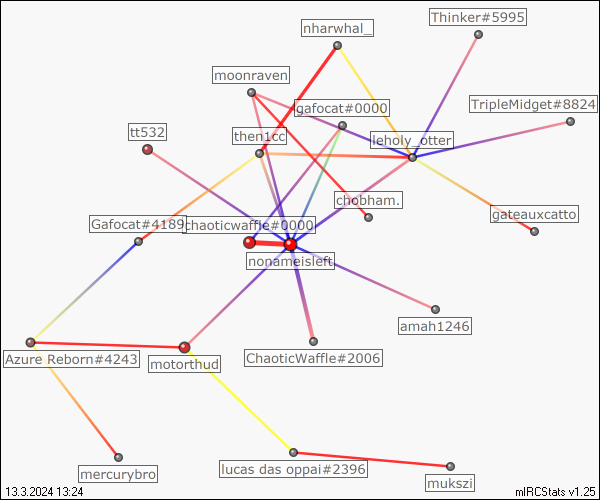 Thinker#5995
nharwhal_
moonraven
gafocat#0000
TripleMidget#8824
tt532
then1cc
leholy_otter
chobham.
gateauxcatto
Gafocat#4189
chaoticwaffle#0000
nonameisleft
amah1246
Azure Reborn#4243
motorthud
ChaoticWaffle#2006
mercurybro
lucas das oppai#2396
mukszi
13.3.2024 13:24
mIRCStats v1.25